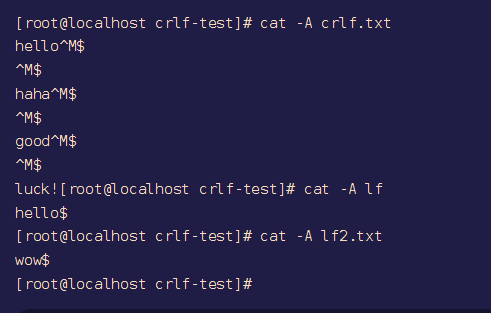 [root@localhost crlf-test]# cat -A crlf.txt
hello^M$
^M$
haha^M$
^M$
good^M$
^M$
luck![root@localhost crlf-test]# cat -A lf
hello$
[root@localhost crlf-test]# cat -A lf2.txt
wow$
[root@localhost crlf-test]#